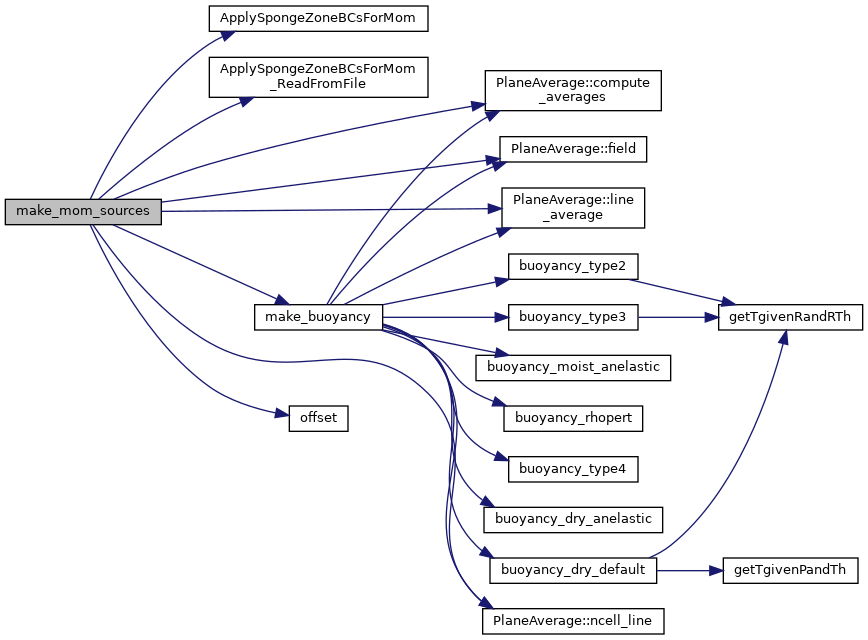 ApplySpongeZoneBCsForMom
ApplySpongeZoneBCsForMom
_ReadFromFile
PlaneAverage::compute
_averages
PlaneAverage::field
PlaneAverage::line
_average
make_mom_sources
buoyancy_type2
make_buoyancy
buoyancy_type3
getTgivenRandRTh
buoyancy_moist_anelastic
offset
buoyancy_rhopert
buoyancy_type4
buoyancy_dry_anelastic
buoyancy_dry_default
getTgivenPandTh
PlaneAverage::ncell_line